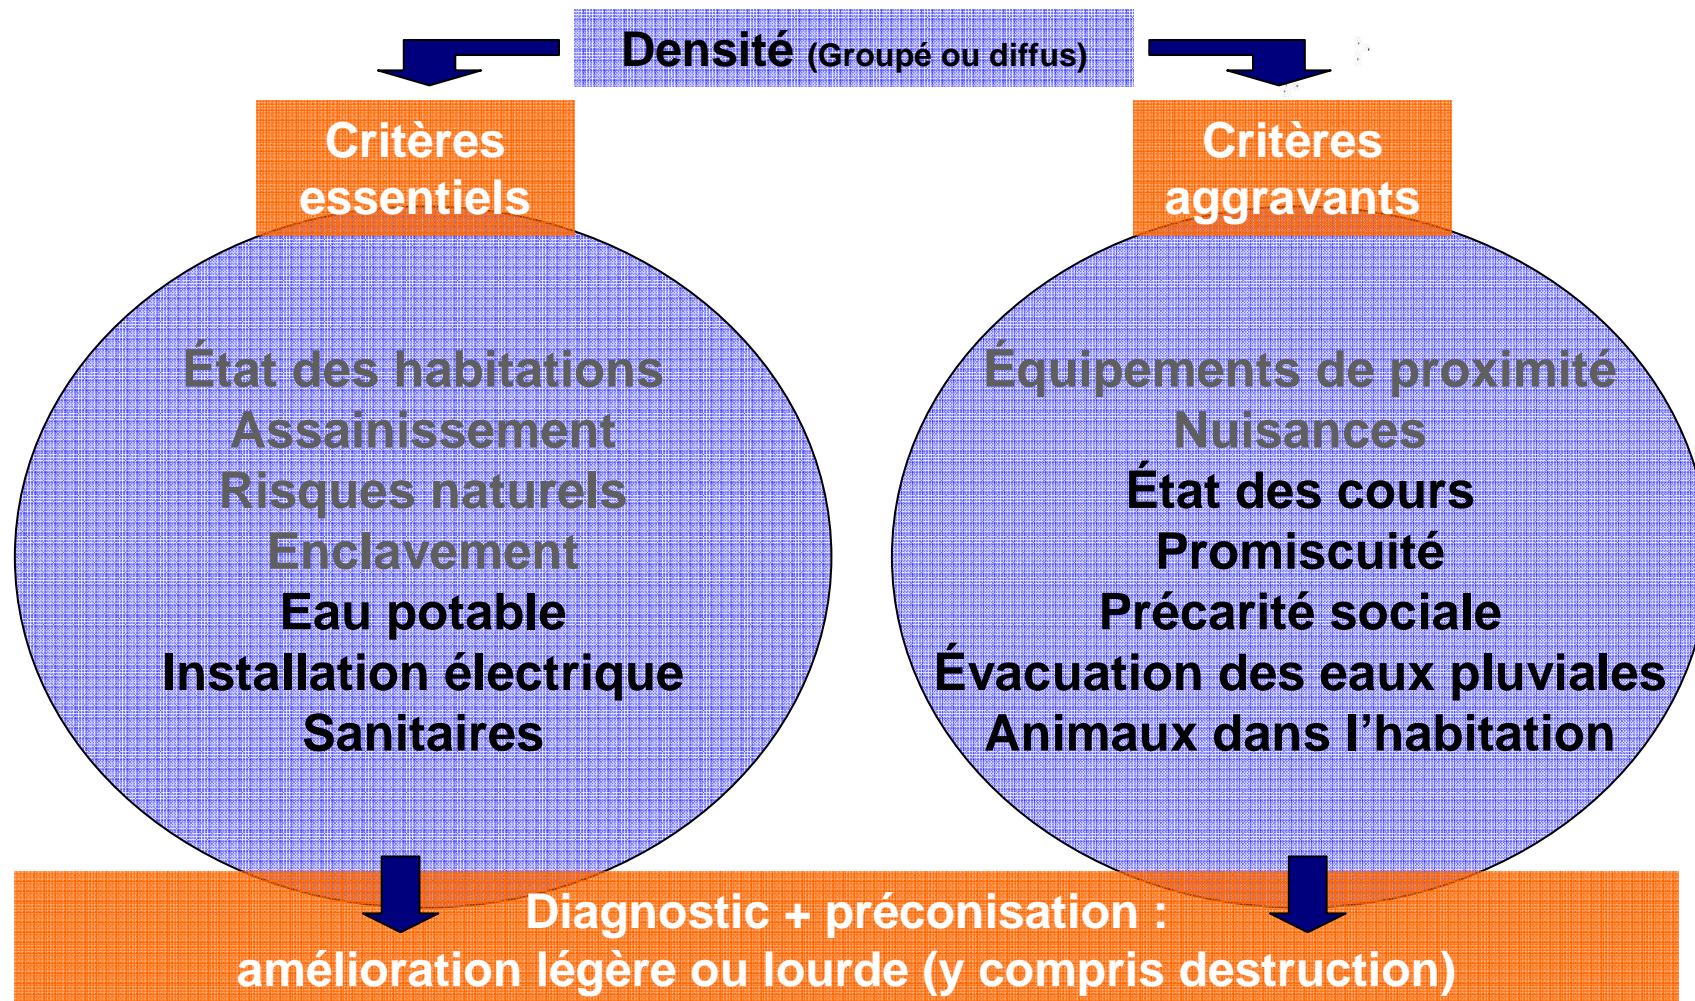 Densité (Groupé ou diffus)
Critères
essentiels
État des habitations
Assainissement
Risques naturels
Enclavement
Eau potable
Installation électrique
Sanitaires
Critères
aggravants
Équipements de proximité
Nuisances
État des cours
Promiscuité
Précarité sociale
Évacuation des eaux pluviales
Animaux dans l’habitation
Diagnostic + préconisation :
amélioration légère ou lourde (y compris destruction)